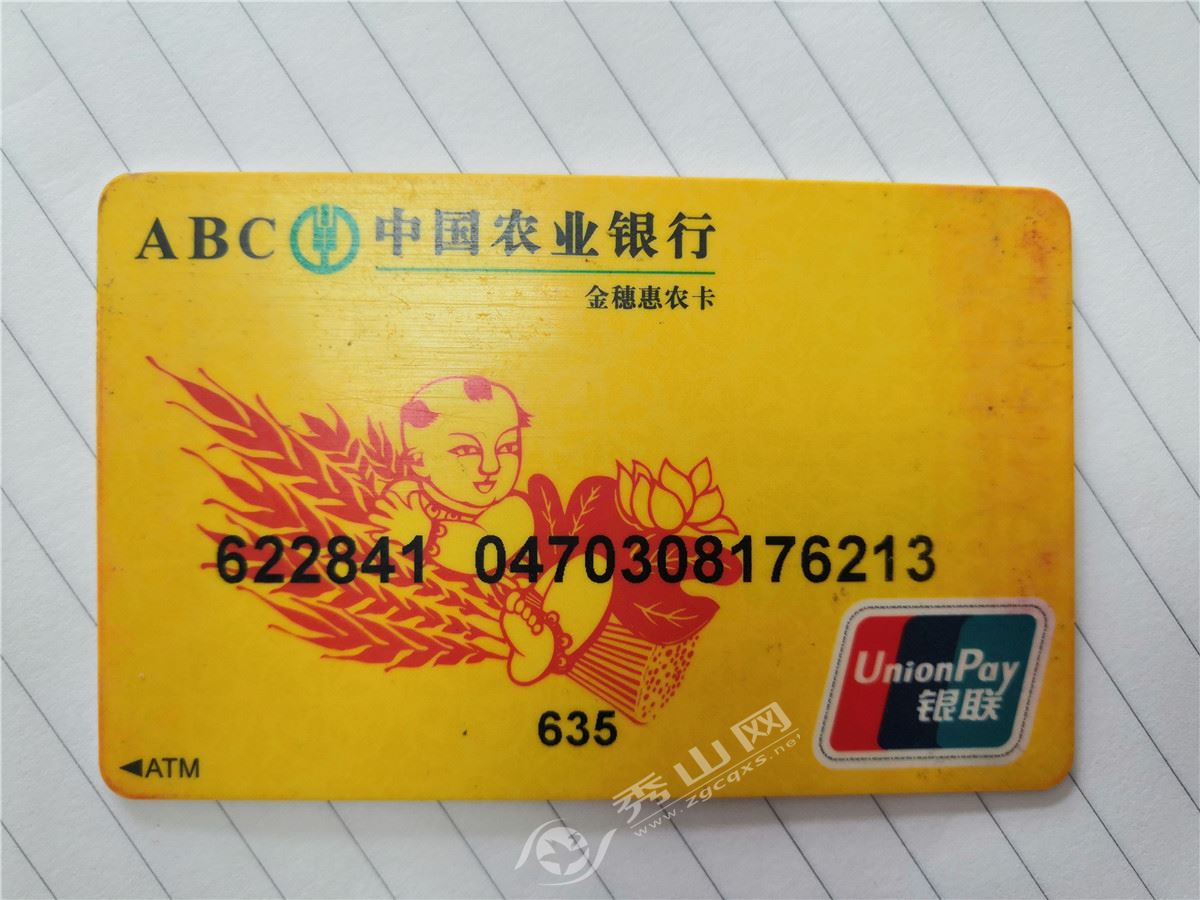 ABC 中国农业银行
金穗惠农卡
622841 0470308176213
UnionPay
银联
635
◀ATM
秀山网
www.zgcqxs.net